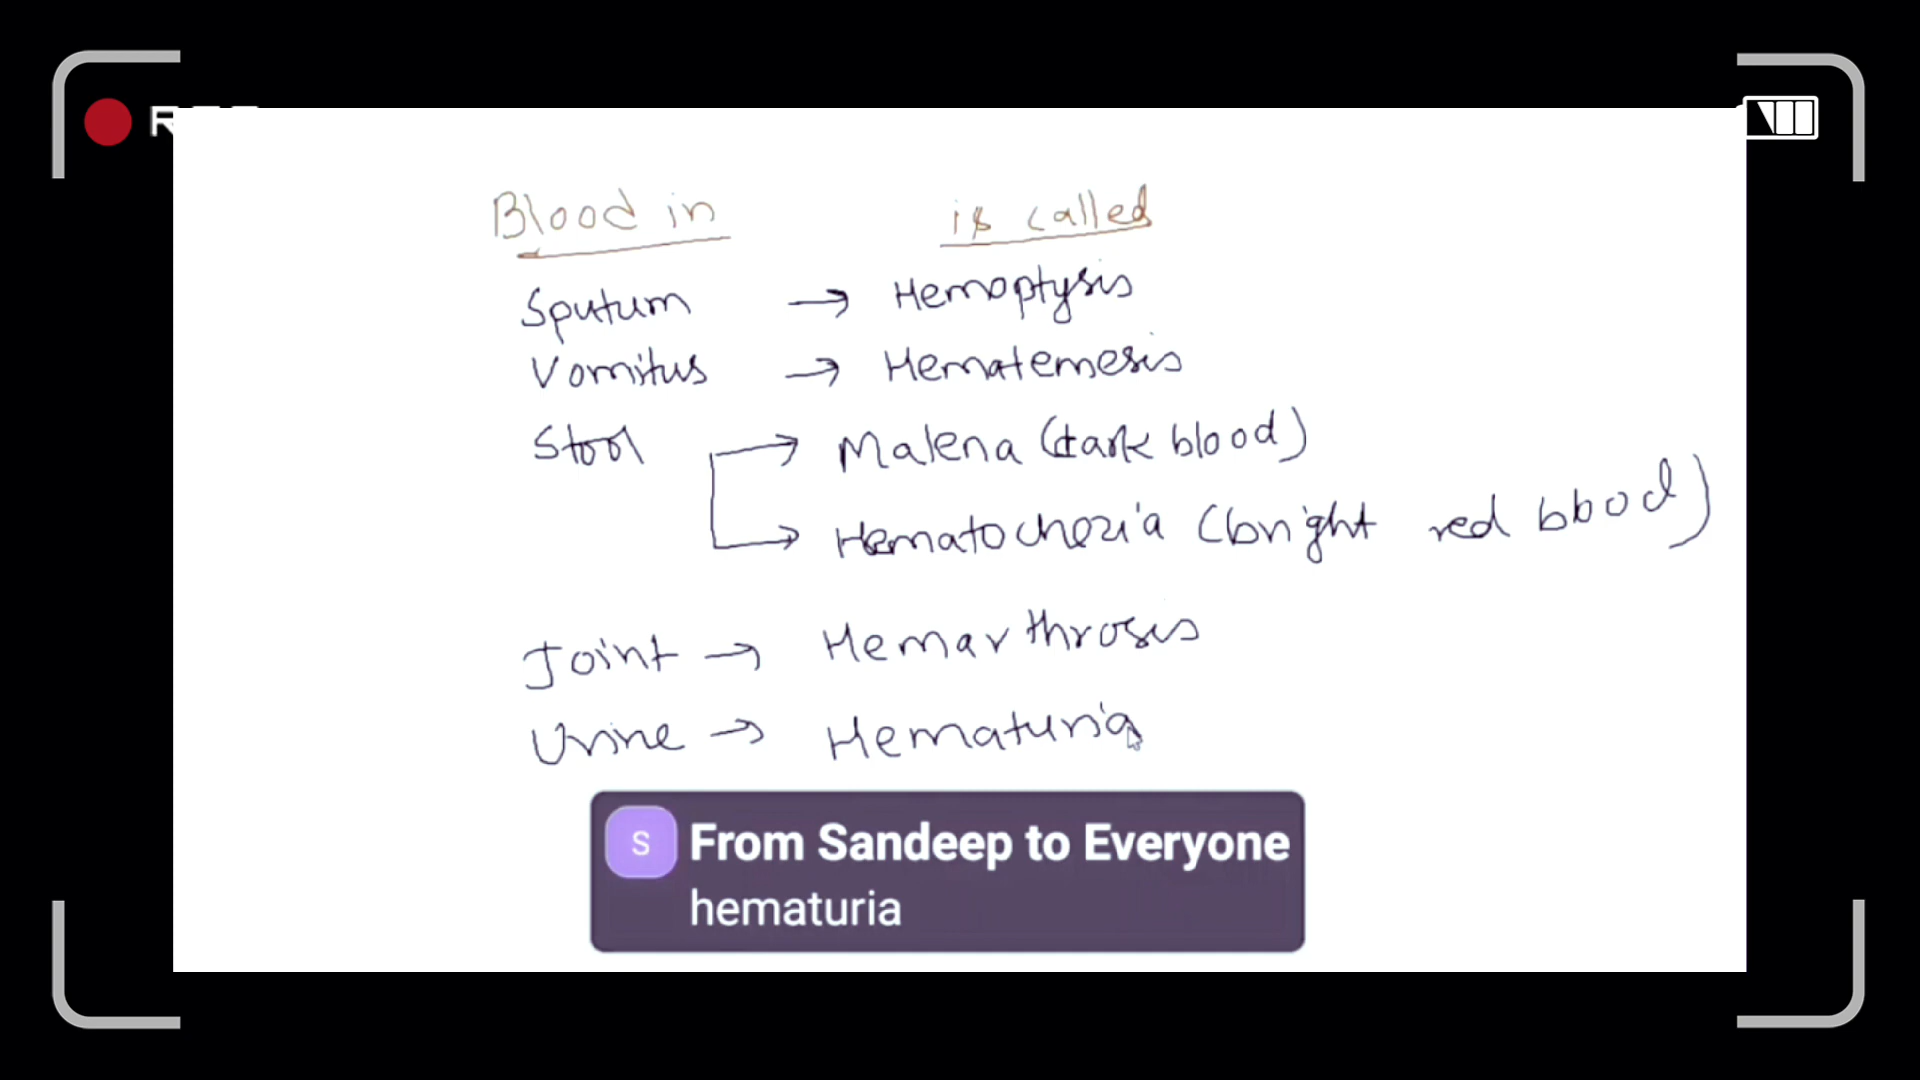 Blood in is called
Sputum → Hemoptysis
Vomitus → Hematemesis
Stool → Malena (dark blood)
→ Hematochezia (bright red blood)
Joint → Hemarthrosis
Urine → Hematuria
S From Sandeep to Everyone
hematuria